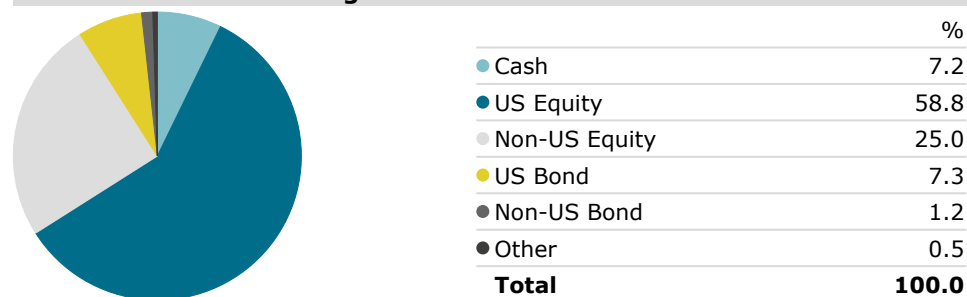 %
Cash 7.2
US Equity 58.8
Non-US Equity 25.0
US Bond 7.3
Non-US Bond 1.2
Other 0.5
Total 100.0